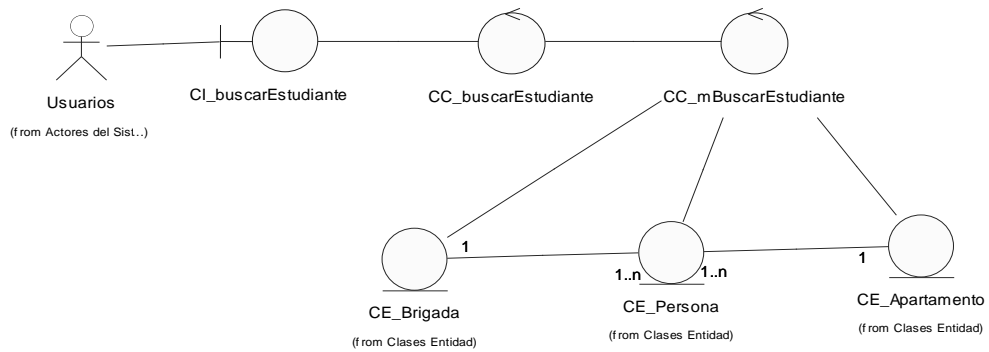 Usuarios
(from Actores del Sist..)
CI_buscarEstudiante
CC_buscarEstudiante
CC_mBuscarEstudiante
1
1..n
1..n
1
CE_Brigada
(from Clases Entidad)
CE_Persona
(from Clases Entidad)
CE_Apartamento
(from Clases Entidad)